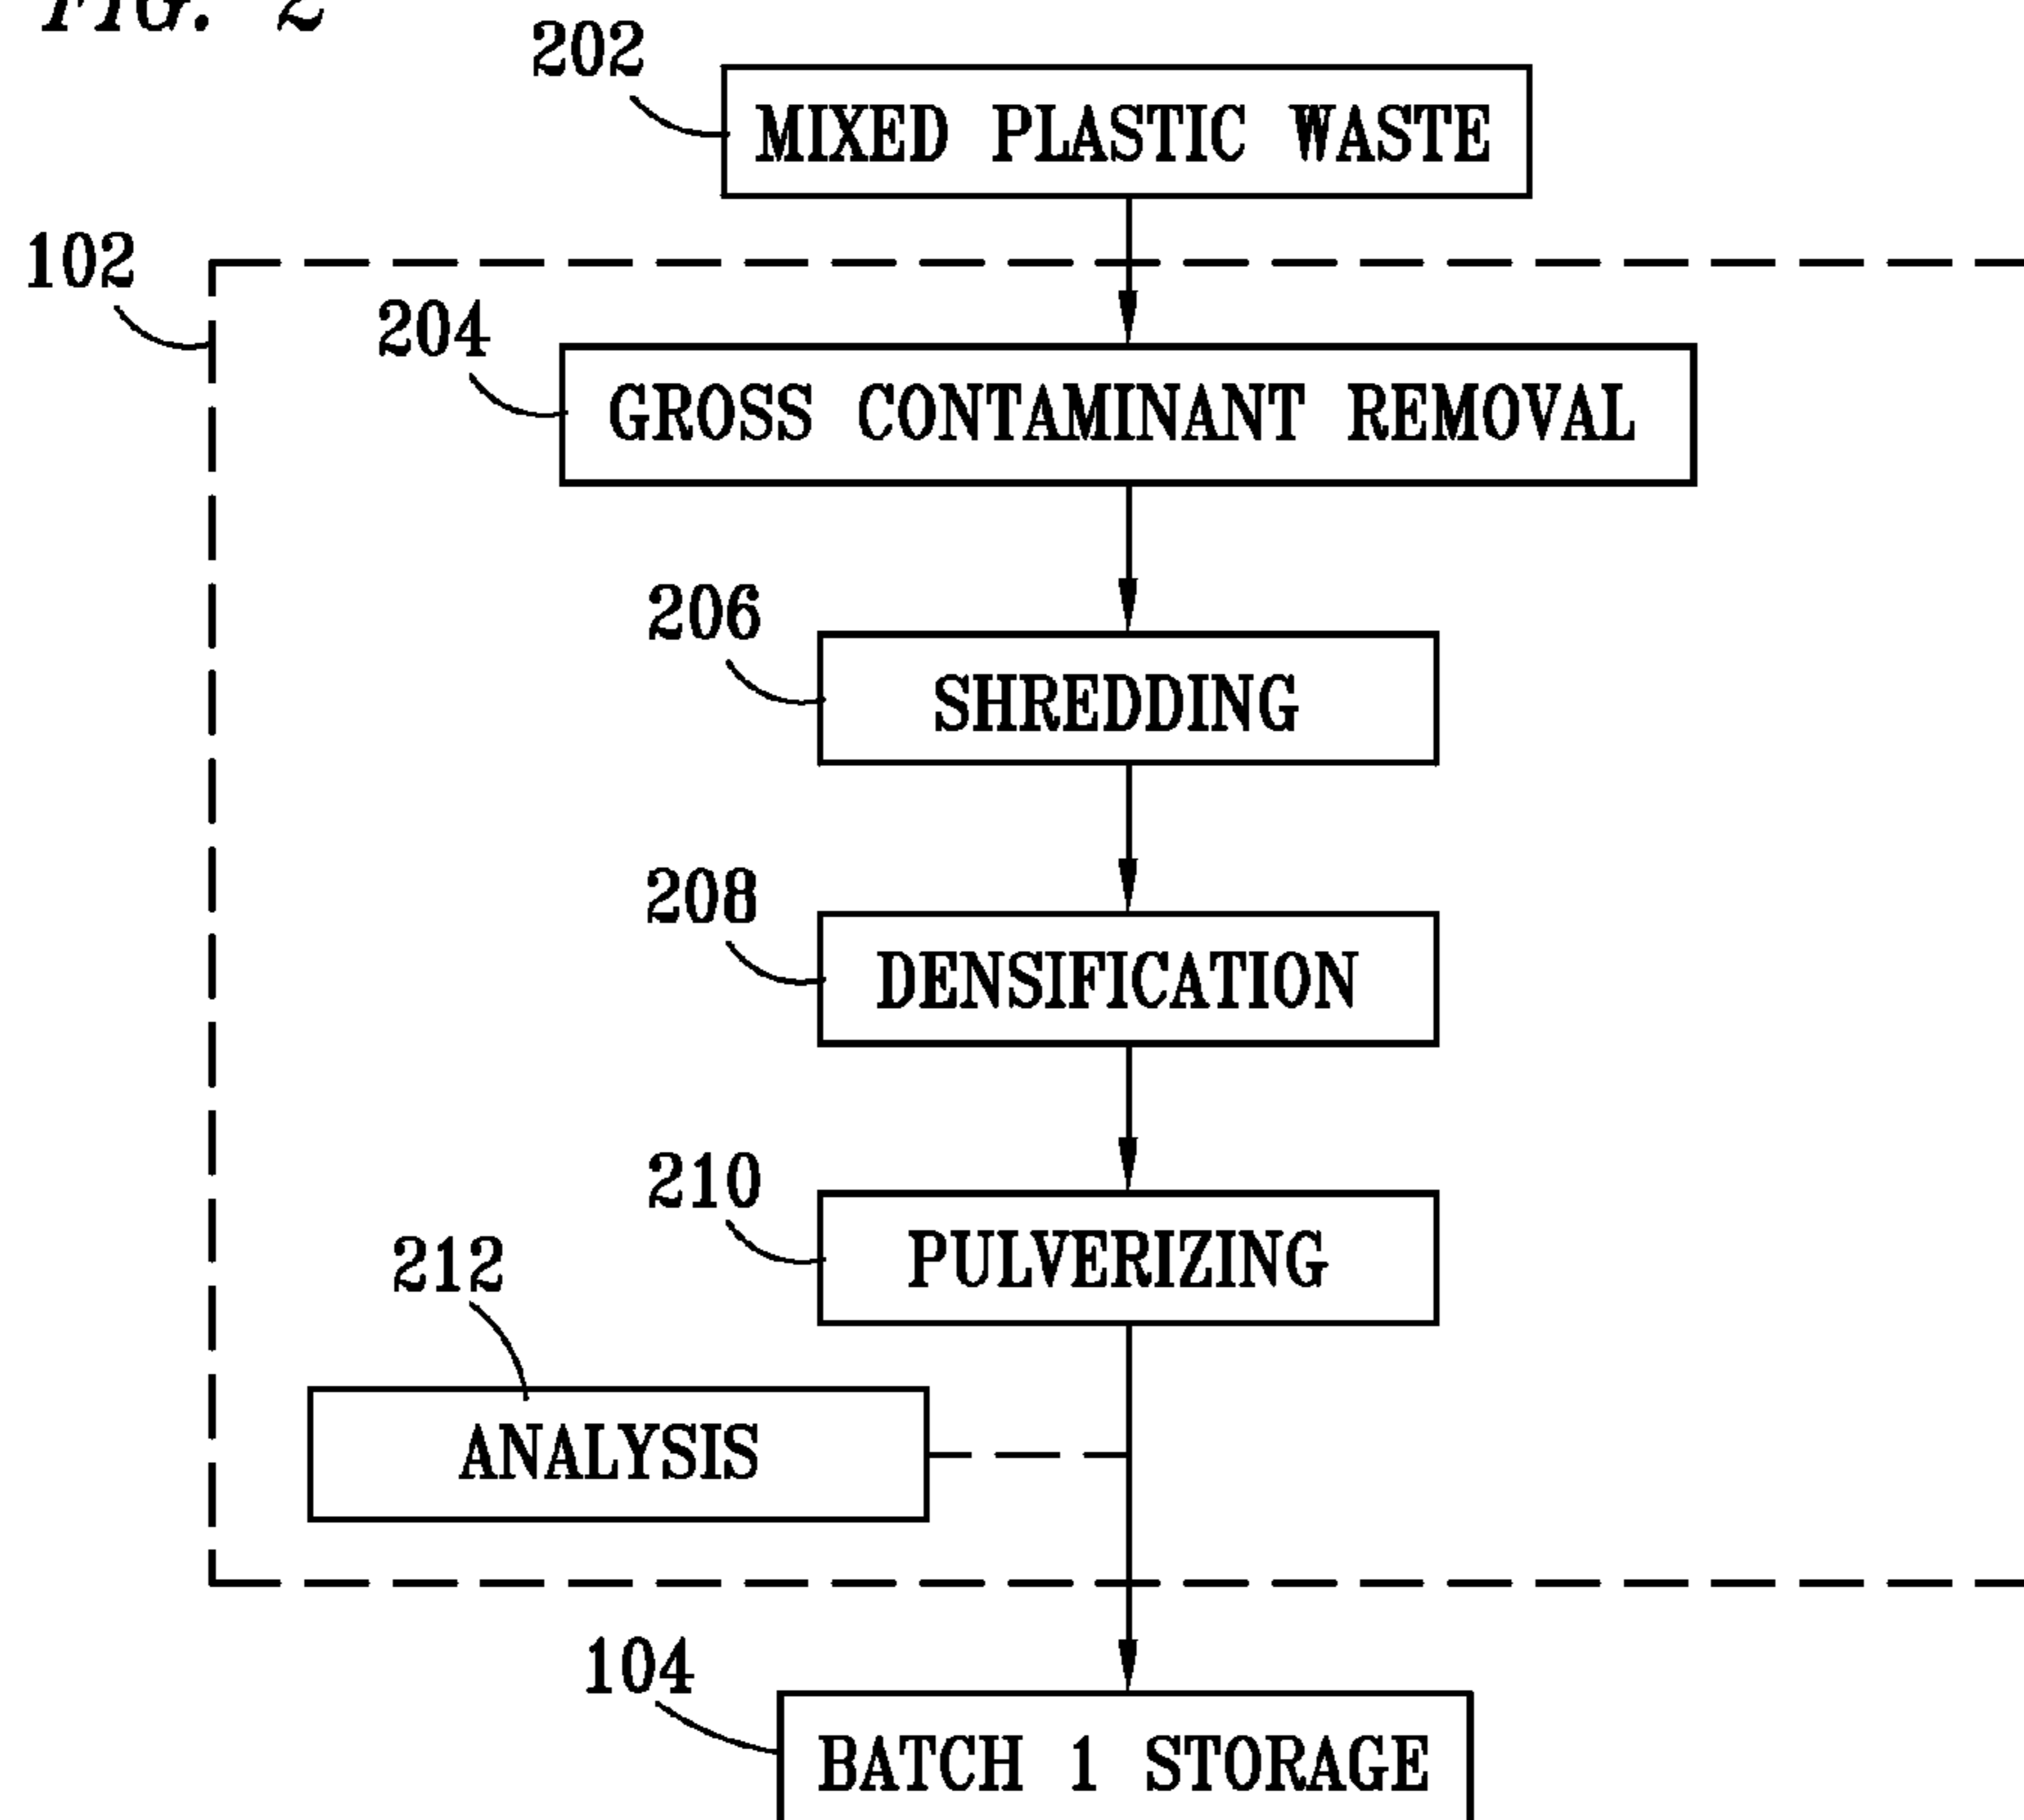 FIG. 2
202
MIXED PLASTIC WASTE
102
204
GROSS CONTAMINANT REMOVAL
206
SHREDDING
208
DENSIFICATION
210
PULVERIZING
212
ANALYSIS
104
BATCH 1 STORAGE